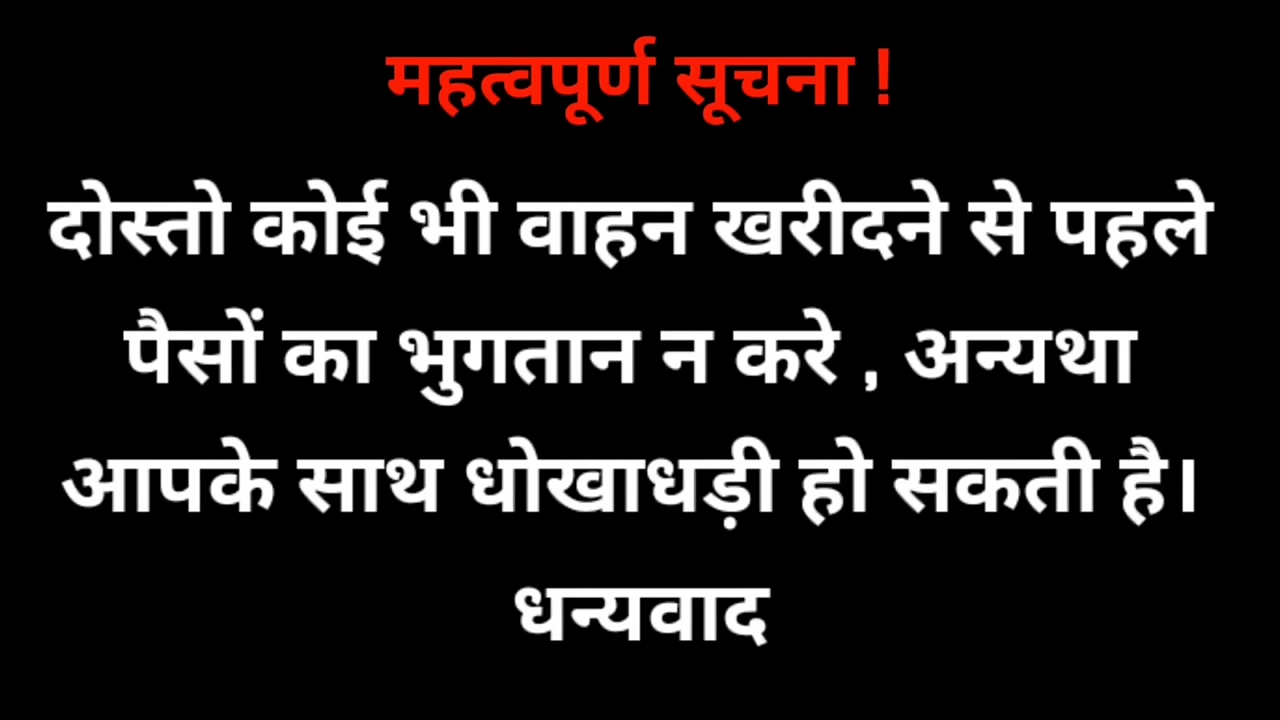 महत्वपूर्ण सूचना !
दोस्तो कोई भी वाहन खरीदने से पहले
पैसों का भुगतान न करे , अन्यथा
आपके साथ धोखाधड़ी हो सकती है।
धन्यवाद